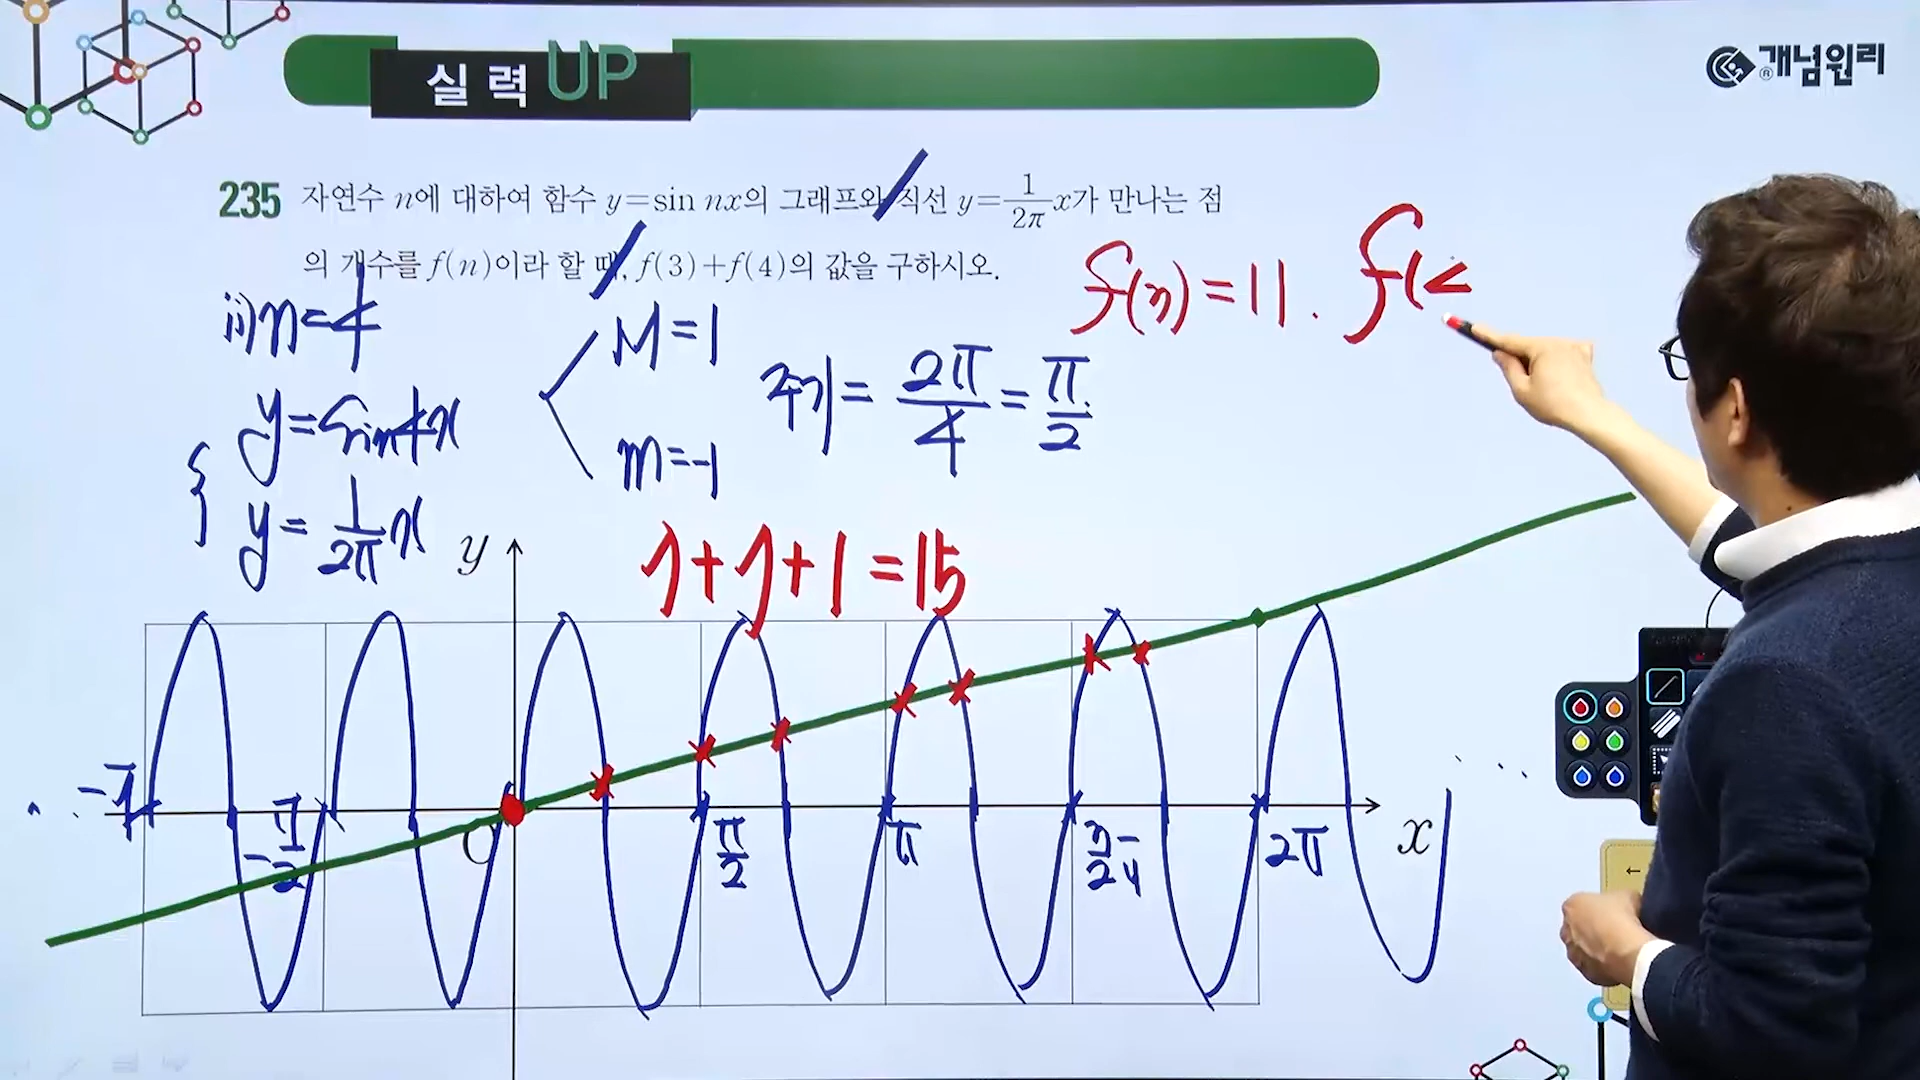 실력 UP
개념원리
235 자연수 n에 대하여 함수 y=sin nx의 그래프와 직선 y=1/2π x가 만나는 점
의 개수를 f(n)이라 할 때, f(3)+f(4)의 값을 구하시오.
f(3)=11. f(
ii) n=4
y=sin4x
y=1/2π x
M=1
m=-1
주기=2π/4=π/2
7+7+1=15
y
-π
-π/2
O
π/2
π
2π
x